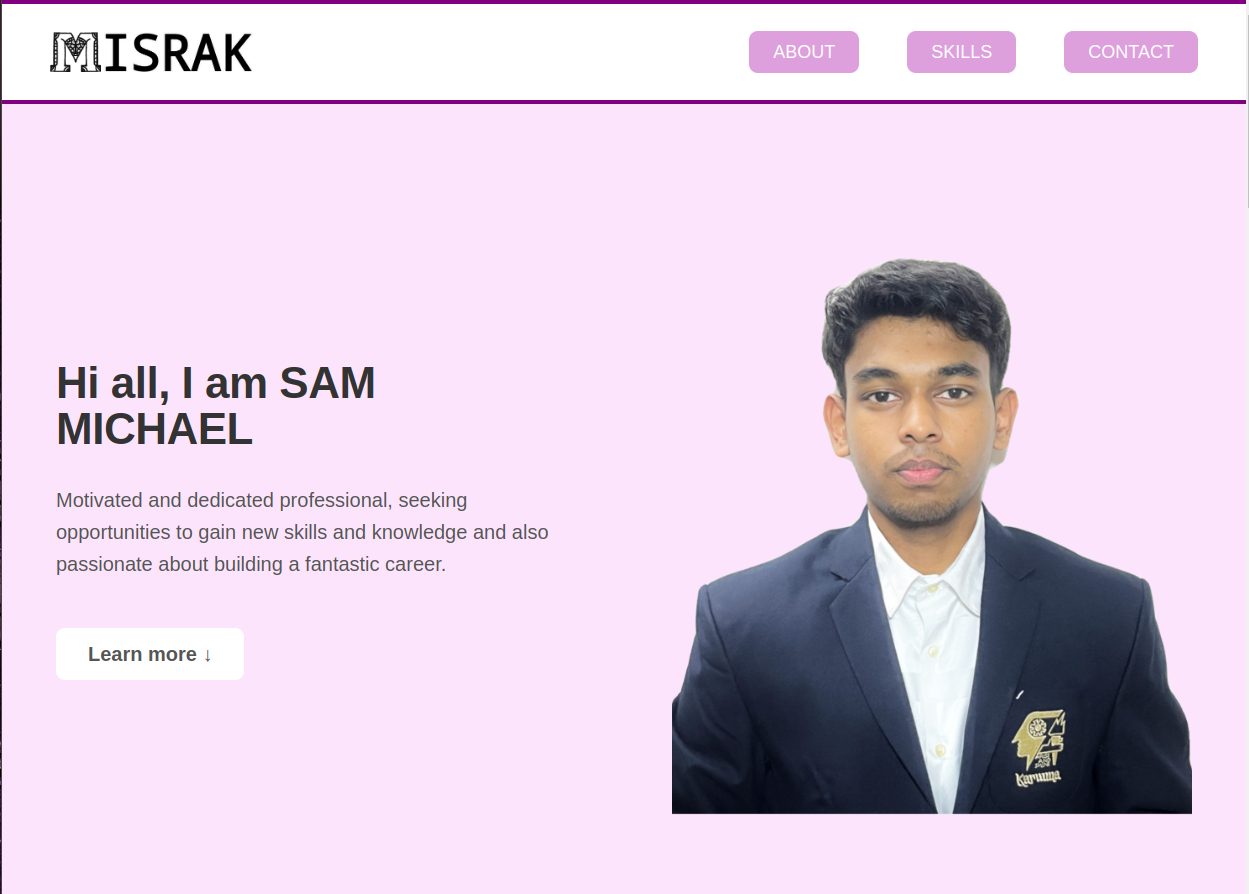 MISRAK
ABOUT
SKILLS
CONTACT
Hi all, I am SAM
MICHAEL
Motivated and dedicated professional, seeking
opportunities to gain new skills and knowledge and also
passionate about building a fantastic career.
Learn more ↓
Karunya